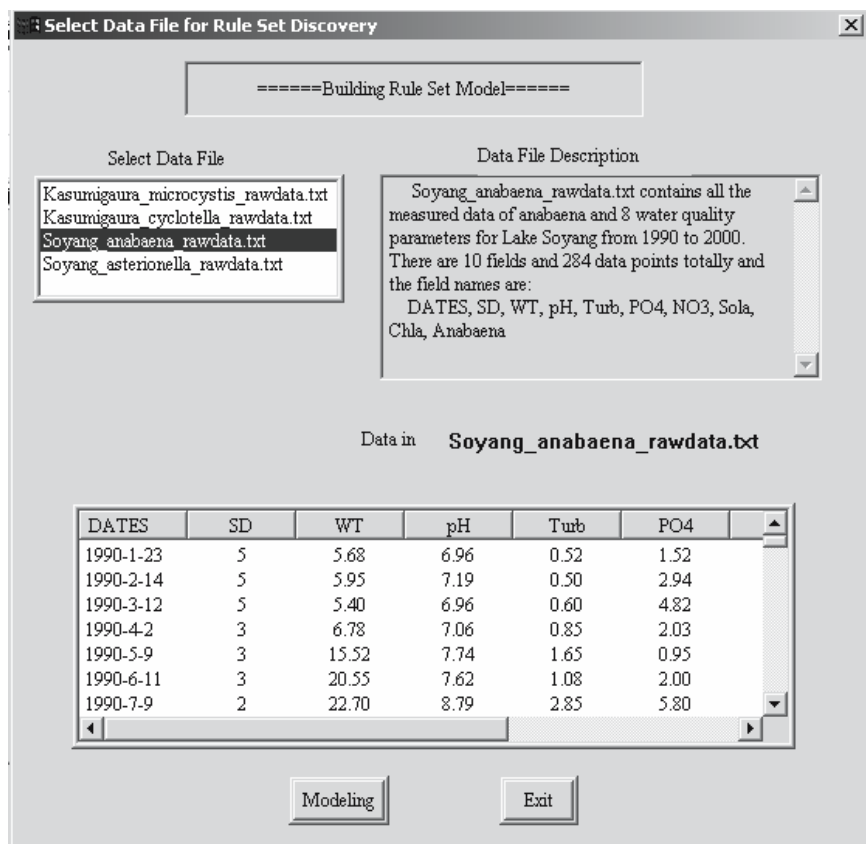 Select Data File for Rule Set Discovery
======Building Rule Set Model======
Select Data File
Kasumigaura_microcystis_rawdata.txt
Kasumigaura_cyclotella_rawdata.txt
Soyang_anabaena_rawdata.txt
Soyang_asterionella_rawdata.txt
Data File Description
Soyang_anabaena_rawdata.txt contains all the
measured data of anabaena and 8 water quality
parameters for Lake Soyang from 1990 to 2000.
There are 10 fields and 284 data points totally and
the field names are:
DATES, SD, WT, pH, Turb, PO4, NO3, Sola,
Chla, Anabaena
Data in Soyang_anabaena_rawdata.txt
DATES SD WT pH Turb PO4
1990-1-23 5 5.68 6.96 0.52 1.52
1990-2-14 5 5.95 7.19 0.50 2.94
1990-3-12 5 5.40 6.96 0.60 4.82
1990-4-2 3 6.78 7.06 0.85 2.03
1990-5-9 3 15.52 7.74 1.65 0.95
1990-6-11 3 20.55 7.62 1.08 2.00
1990-7-9 2 22.70 8.79 2.85 5.80
Modeling Exit